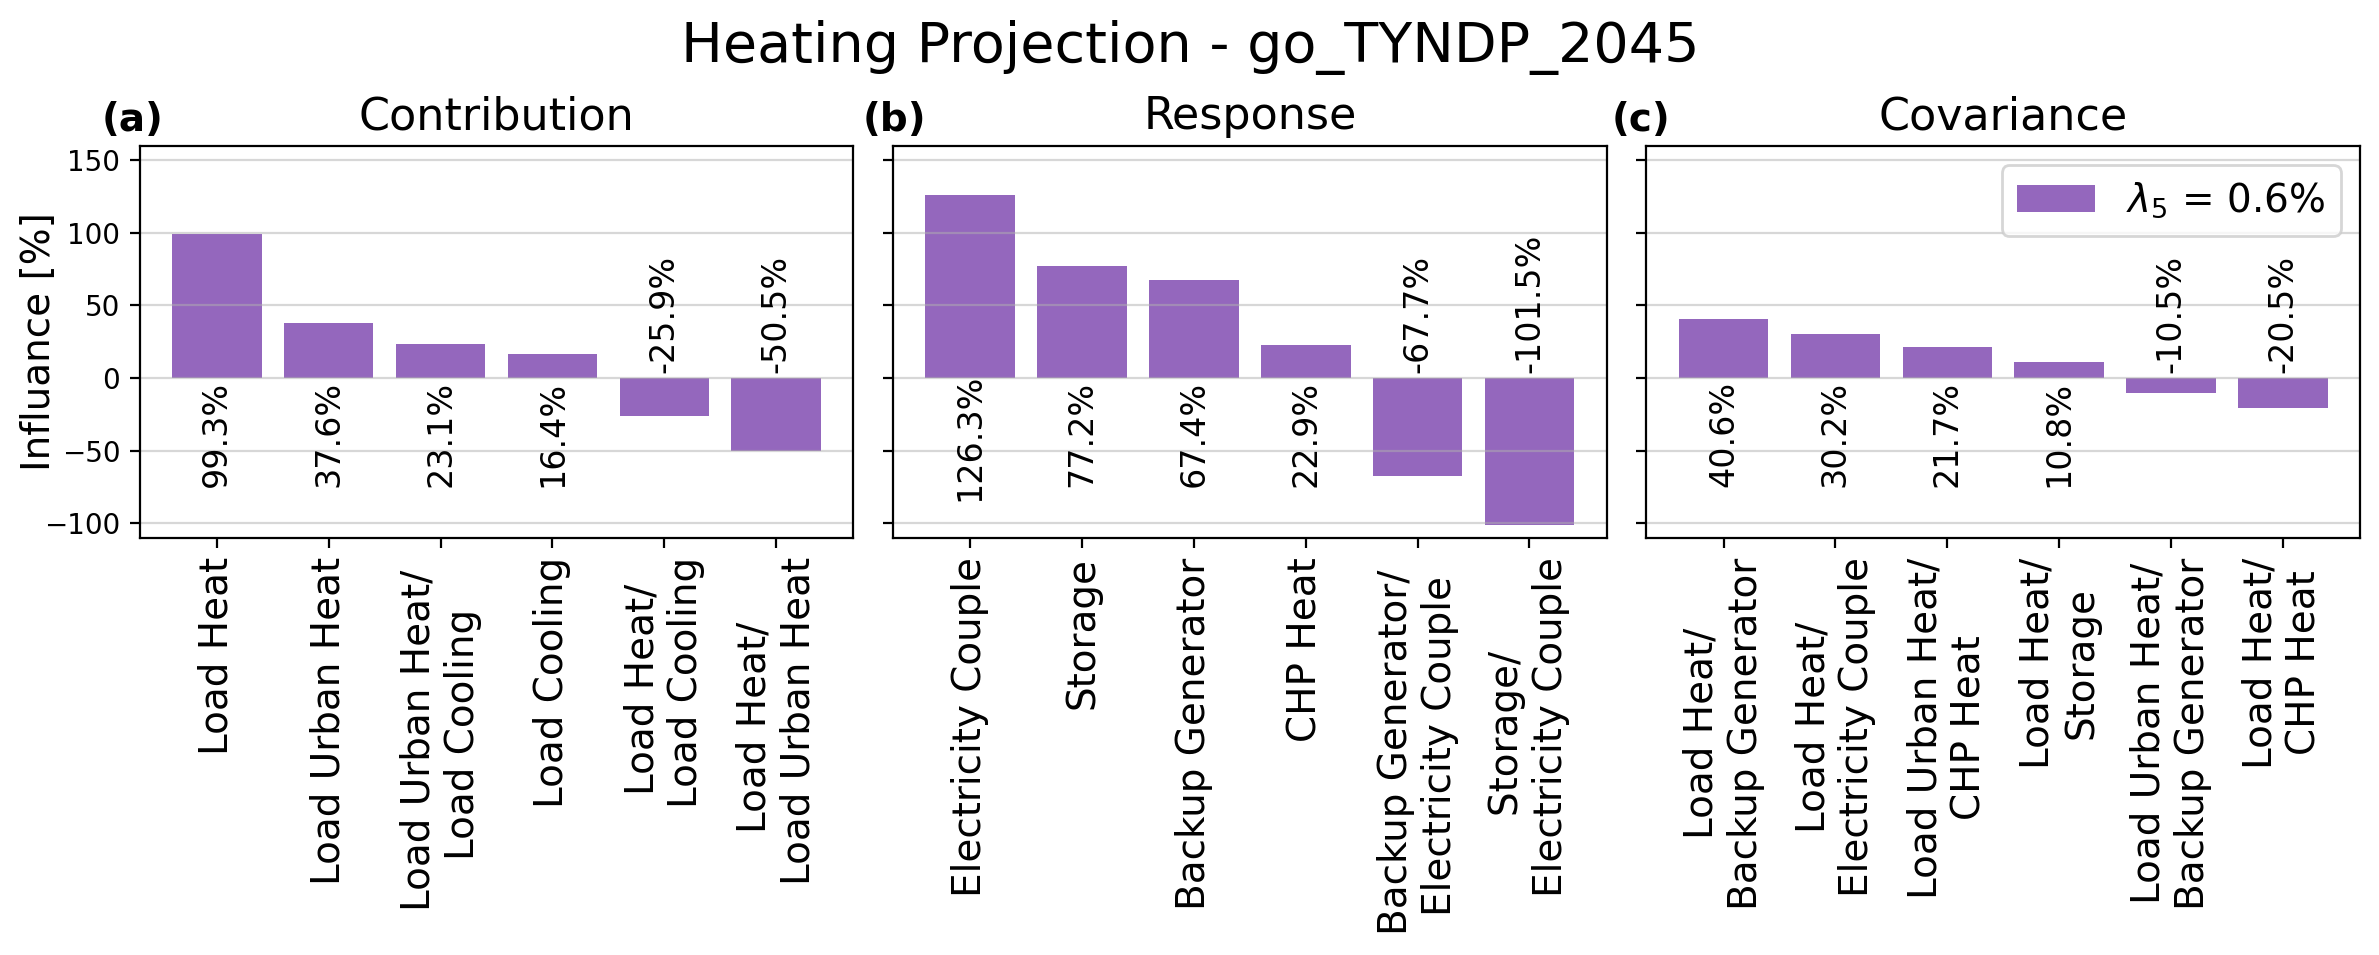 Heating Projection - go_TYNDP_2045
(a)
Contribution
Influance [%]
150
100
50
0
−50
−100
99.3%
37.6%
23.1%
16.4%
-25.9%
-50.5%
Load Heat
Load Urban Heat
Load Urban Heat/
Load Cooling
Load Cooling
Load Heat/
Load Cooling
Load Heat/
Load Urban Heat
(b)
Response
126.3%
77.2%
67.4%
22.9%
-67.7%
-101.5%
Electricity Couple
Storage
Backup Generator
CHP Heat
Backup Generator/
Electricity Couple
Storage/
Electricity Couple
(c)
Covariance
λ5 = 0.6%
40.6%
30.2%
21.7%
10.8%
-10.5%
-20.5%
Load Heat/
Backup Generator
Load Heat/
Electricity Couple
Load Urban Heat/
CHP Heat
Load Heat/
Storage
Load Urban Heat/
Backup Generator
Load Heat/
CHP Heat